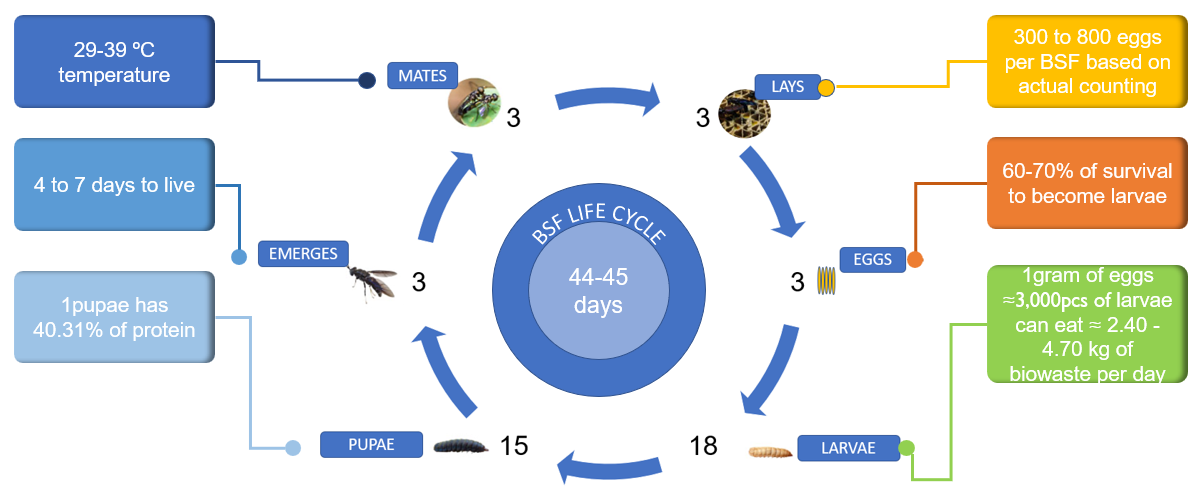 29-39 ºC
temperature
MATES
3
3
LAYS
300 to 800 eggs
per BSF based on
actual counting
4 to 7 days to live
EMERGES
3
BSF LIFE CYCLE
44-45
days
3
EGGS
60-70% of survival
to become larvae
1pupae has
40.31% of protein
PUPAE
15
18
LARVAE
1gram of eggs
≈3,000pcs of larvae
can eat ≈ 2.40 -
4.70 kg of
biowaste per day